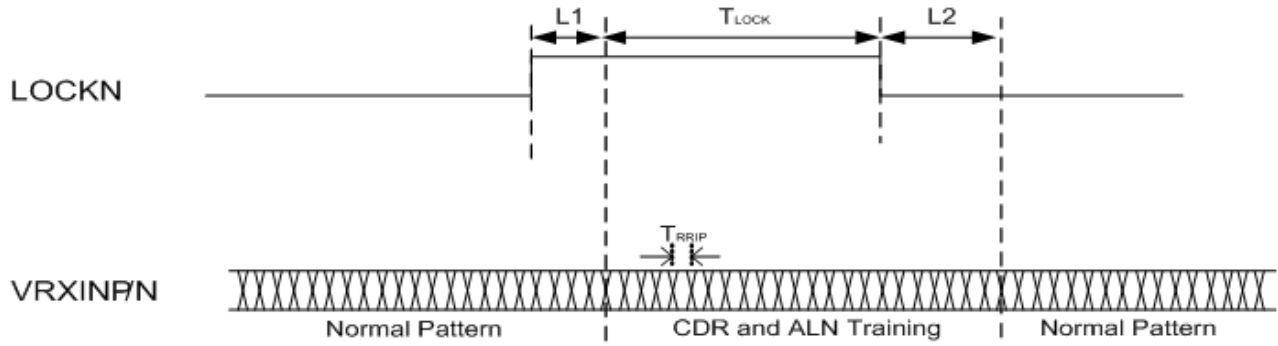 L1 TLOCK L2
LOCKN
TRRIP
VRXINP/N
Normal Pattern CDR and ALN Training Normal Pattern